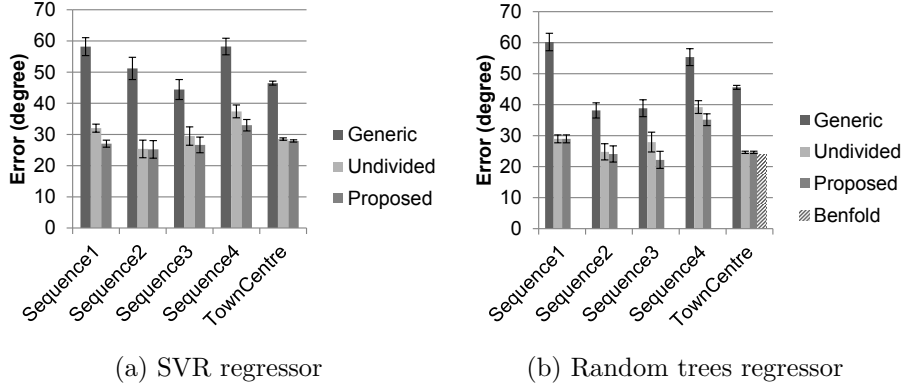 70
60
50
40
30
20
10
0
Error (degree)
Sequence1
Sequence2
Sequence3
Sequence4
TownCentre
Generic
Undivided
Proposed
(a) SVR regressor
70
60
50
40
30
20
10
0
Error (degree)
Sequence1
Sequence2
Sequence3
Sequence4
TownCentre
Generic
Undivided
Proposed
Benfold
(b) Random trees regressor